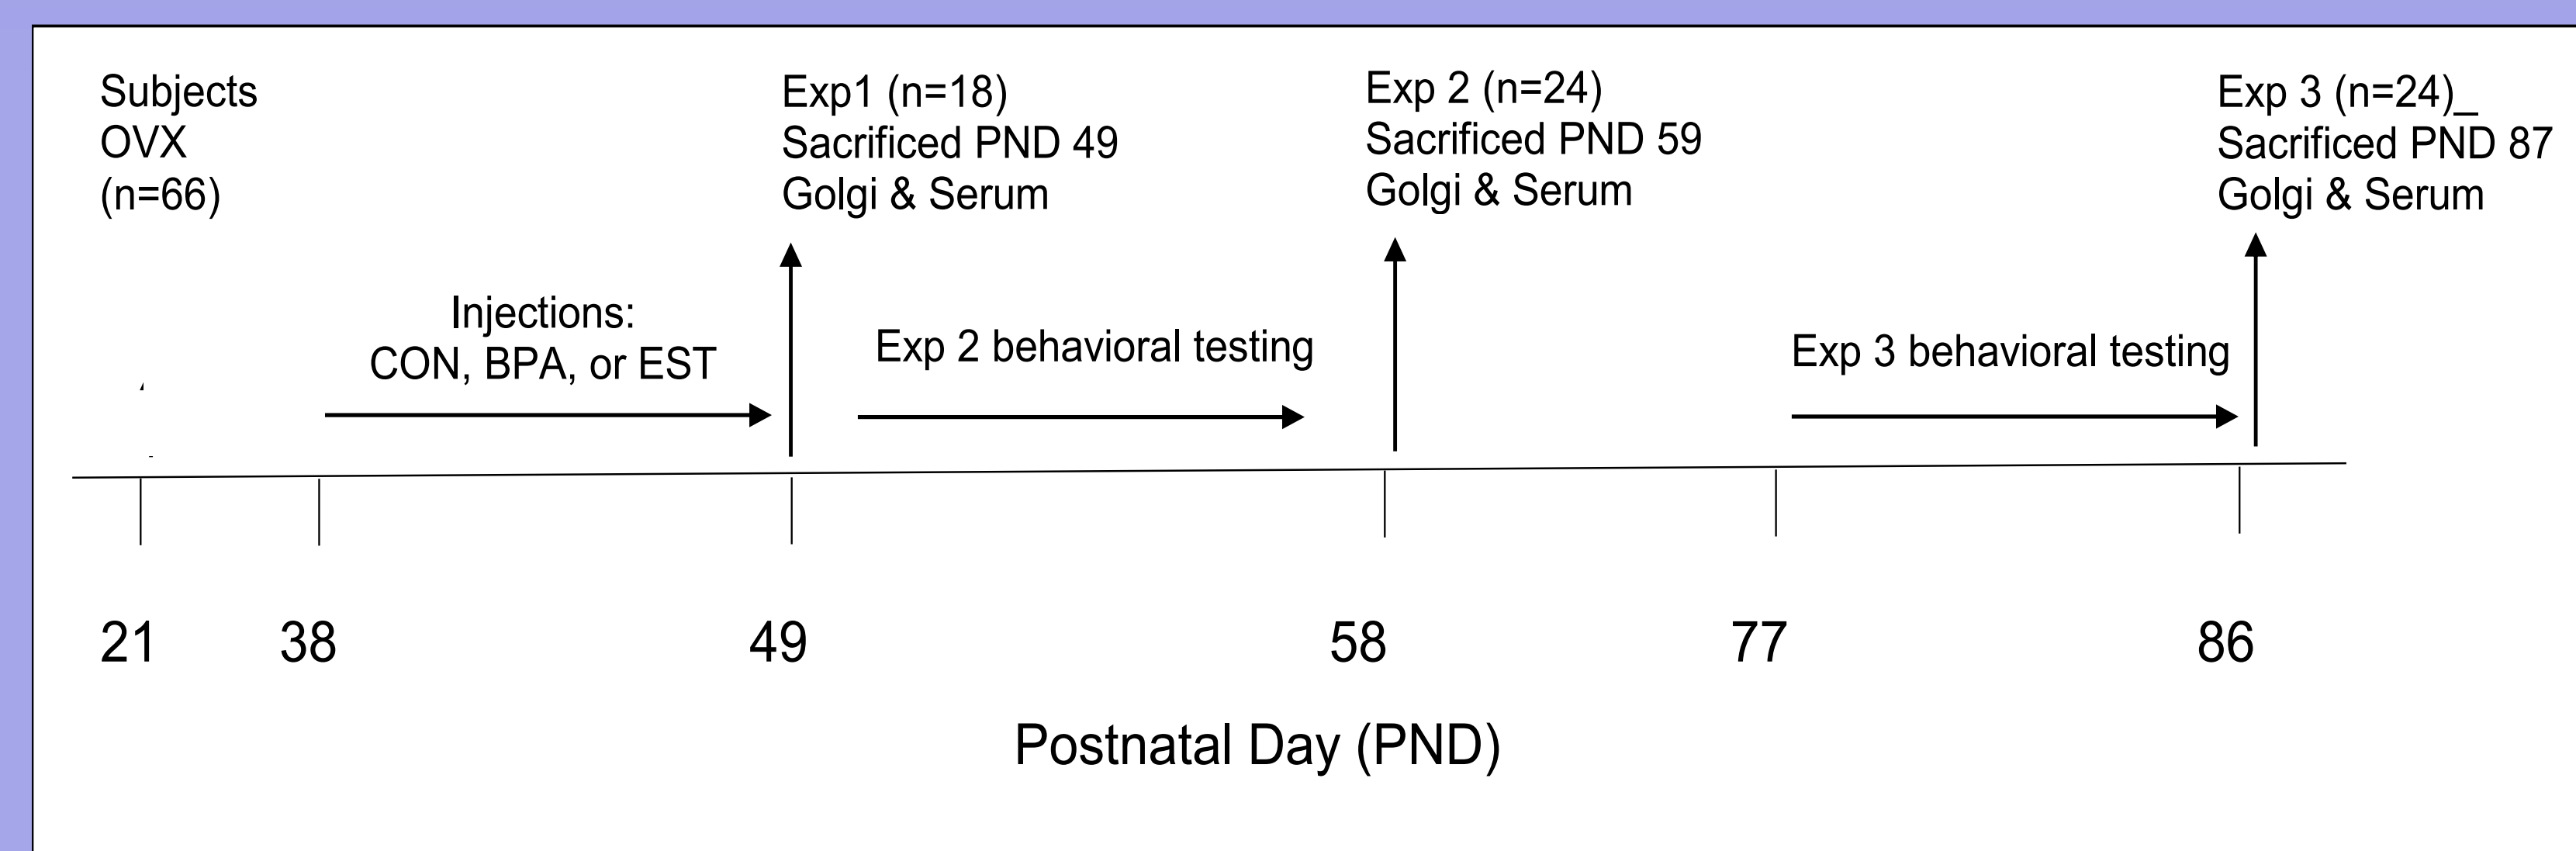 Subjects
OVX
(n=66)
Exp1 (n=18)
Sacrificed PND 49
Golgi & Serum
Exp 2 (n=24)
Sacrificed PND 59
Golgi & Serum
Exp 3 (n=24)_
Sacrificed PND 87
Golgi & Serum
Injections:
CON, BPA, or EST
Exp 2 behavioral testing
Exp 3 behavioral testing
21 38 49 58 77 86
Postnatal Day (PND)